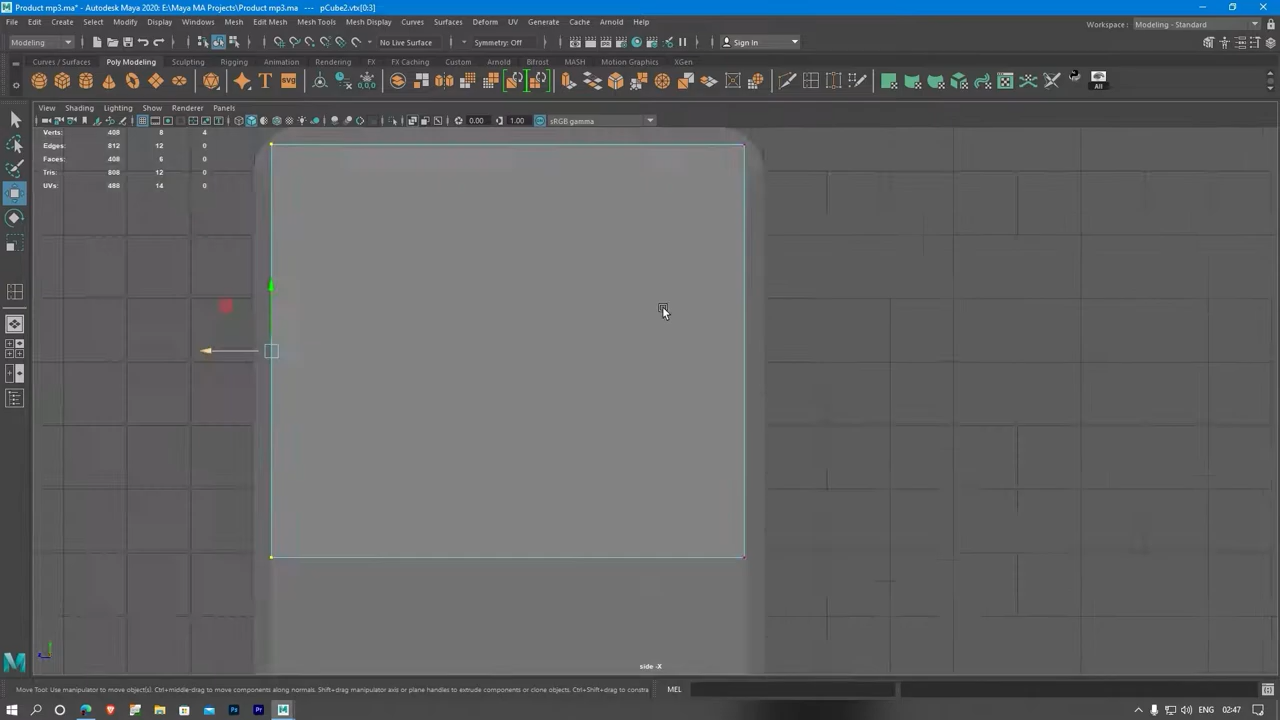 Product mp3.ma* - Autodesk Maya 2020: E:\Maya MA Projects\Product mp3.ma --- pCube2.vtx[0:3]
File Edit Create Select Modify Display Windows Mesh Edit Mesh Mesh Tools Mesh Display Curves Surfaces Deform UV Generate Cache Arnold Help
Workspace : Modeling - Standard
Modeling No Live Surface Symmetry: Off Sign In
Curves / Surfaces Poly Modeling Sculpting Rigging Animation Rendering FX FX Caching Custom Arnold Bifrost MASH Motion Graphics XGen
SVG
All
View Shading Lighting Show Renderer Panels
0.00 1.00 sRGB gamma
Verts: 408 8 4
Edges: 812 12 0
Faces: 408 6 0
Tris: 808 12 0
UVs: 488 14 0
side -X
Move Tool: Use manipulator to move object(s). Ctrl+middle-drag to move components along normals. Shift+drag manipulator axis or plane handles to extrude components or clone objects. Ctrl+Shift+drag to constra MEL
ENG 02:47